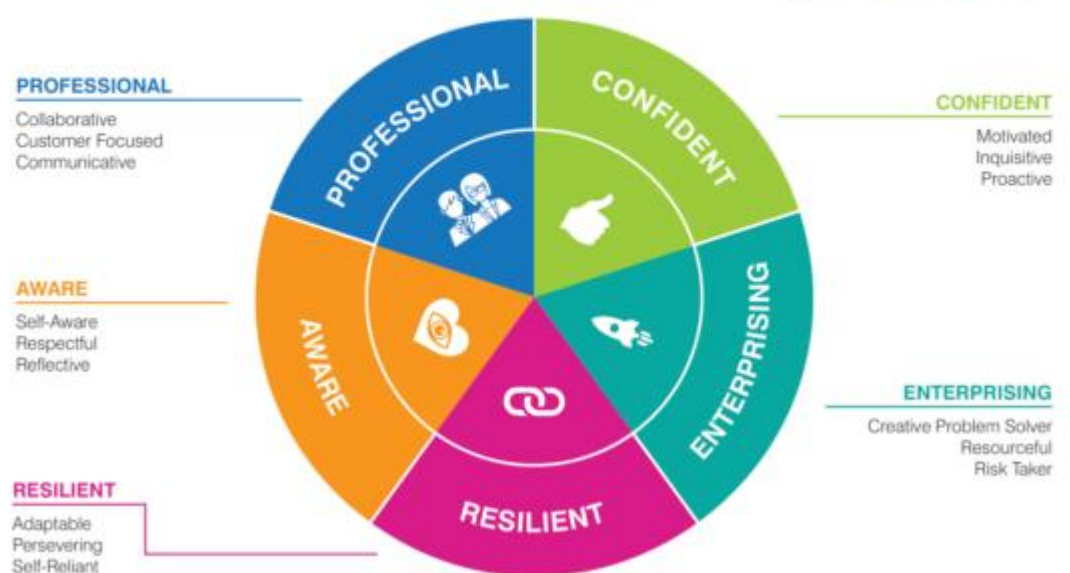 PROFESSIONAL
Collaborative
Customer Focused
Communicative
AWARE
Self-Aware
Respectful
Reflective
RESILIENT
Adaptable
Persevering
Self-Reliant
PROFESSIONAL
CONFIDENT
AWARE
ENTERPRISING
RESILIENT
CONFIDENT
Motivated
Inquisitive
Proactive
ENTERPRISING
Creative Problem Solver
Resourceful
Risk Taker